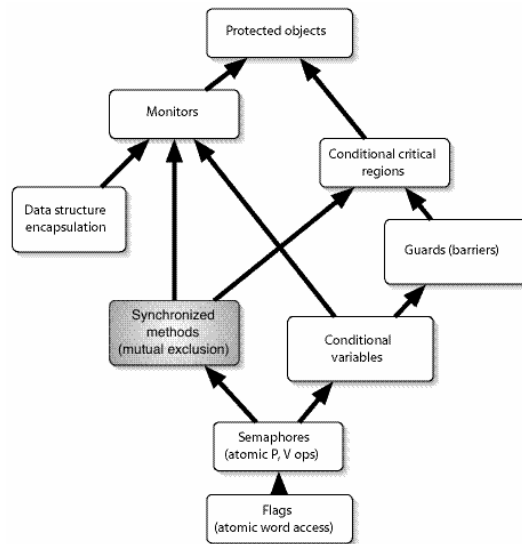 Protected objects
Monitors
Conditional critical
regions
Data structure
encapsulation
Guards (barriers)
Synchronized
methods
(mutual exclusion)
Conditional
variables
Semaphores
(atomic P, V ops)
Flags
(atomic word access)